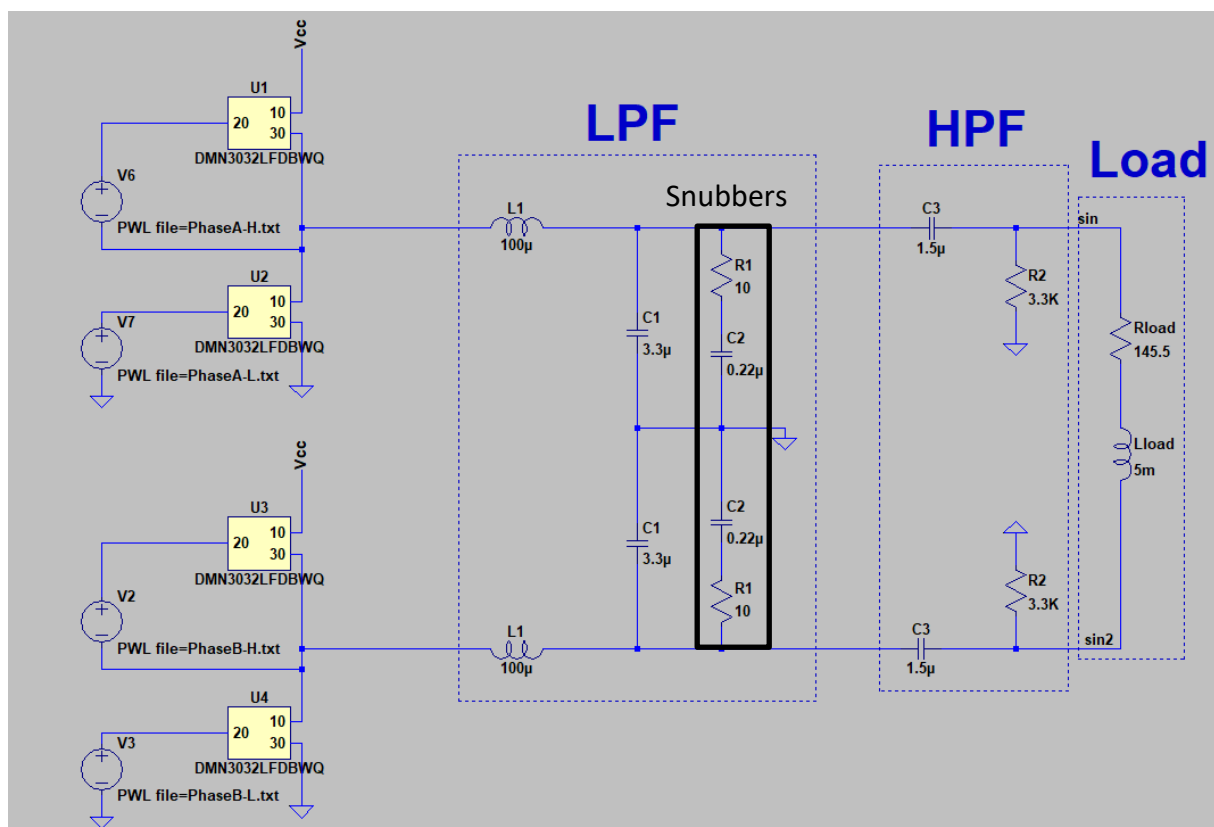 Vcc
U1
10
20
30
DMN3032LFDBWQ
V6
PWL file=PhaseA-H.txt
U2
10
20
30
DMN3032LFDBWQ
V7
PWL file=PhaseA-L.txt
Vcc
U3
10
20
30
DMN3032LFDBWQ
V2
PWL file=PhaseB-H.txt
U4
10
20
30
DMN3032LFDBWQ
V3
PWL file=PhaseB-L.txt
LPF
Snubbers
L1
100µ
C1
3.3µ
R1
10
C2
0.22µ
C1
3.3µ
C2
0.22µ
R1
10
L1
100µ
HPF
C3
1.5µ
R2
3.3K
R2
3.3K
C3
1.5µ
Load
sin
Rload
145.5
Lload
5m
sin2